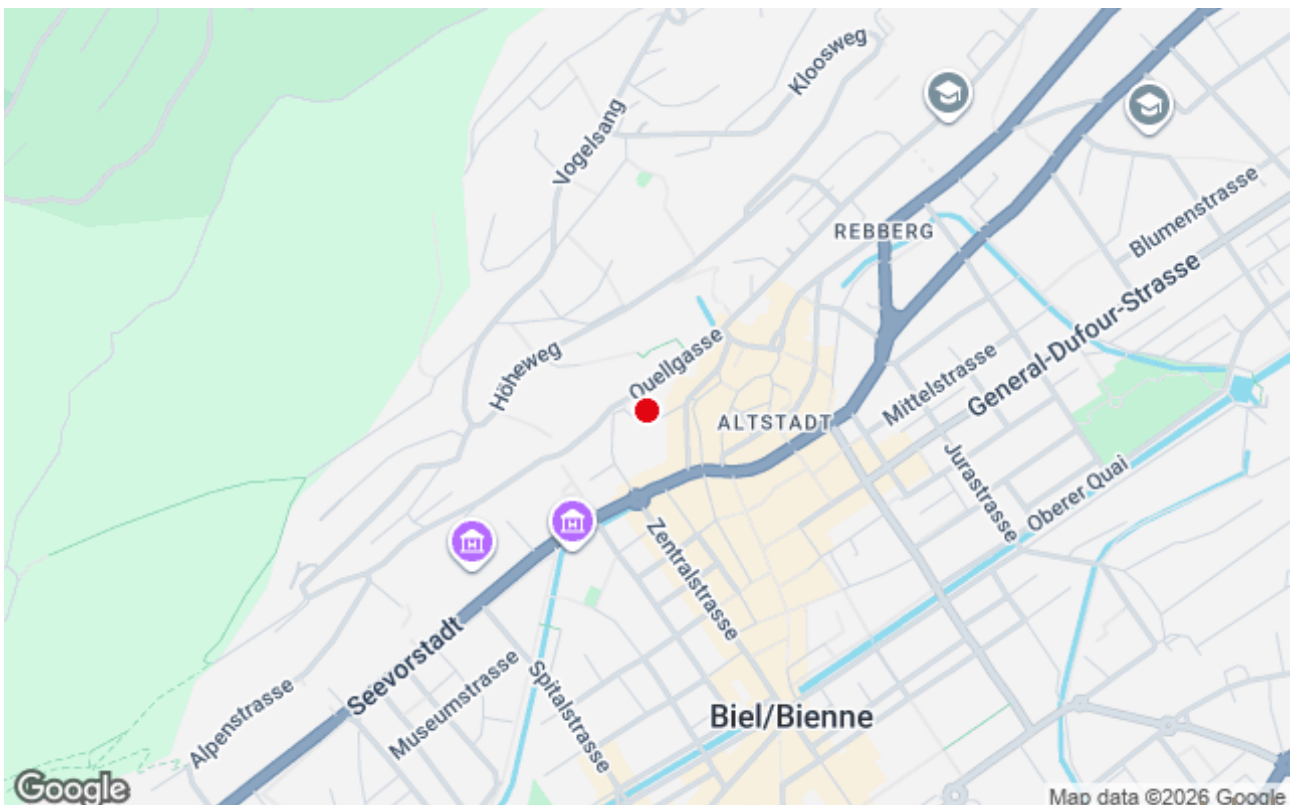 Kloosweg
Vogelsang
REBBERG
Blumenstrasse
General-Dufour-Strasse
Quellgasse
Höheweg
Mittelstrasse
ALTSTADT
Jurastrasse
Oberer Quai
Zentralstrasse
Seevorstadt
Spitalstrasse
Museumstrasse
Alpenstrasse
Biel/Bienne
Google
Map data ©2026 Google